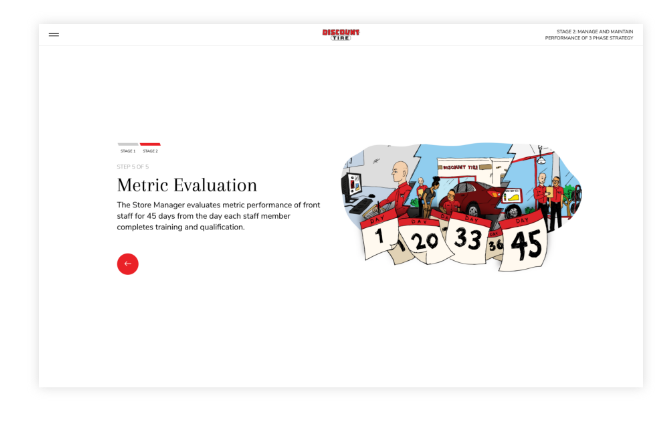 DISCOUNT
TIRE
STAGE 2: MANAGE AND MAINTAIN
PERFORMANCE OF 3 PHASE STRATEGY
STAGE 1 STAGE 2
STEP 5 OF 5
Metric Evaluation
The Store Manager evaluates metric performance of front
staff for 45 days from the day each staff member
completes training and qualification.
DISCOUNT TIRE
DAY
1
DAY
20
DAY
33
36
DAY
45